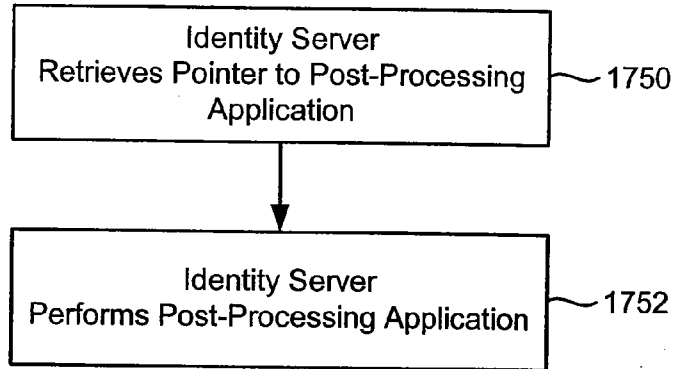 Identity Server
Retrieves Pointer to Post-Processing
Application
1750
Identity Server
Performs Post-Processing Application
1752